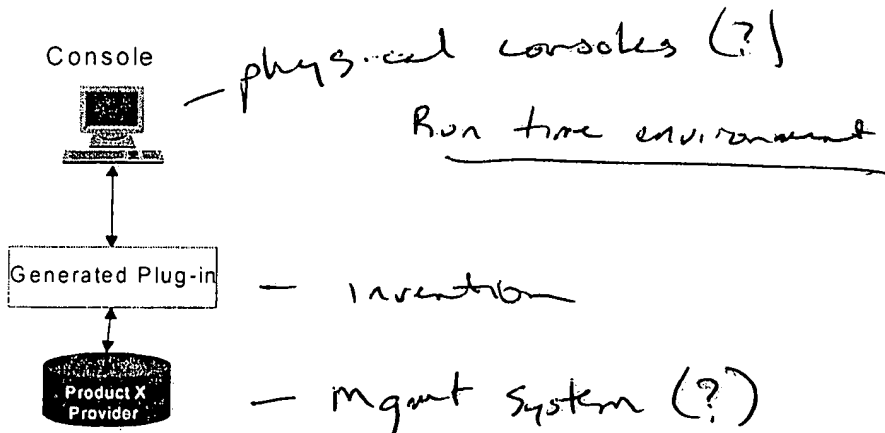 Console
– physical consoles (?)
Run time environment
Generated Plug-in
– invention
Product X
Provider
– mgmt system (?)